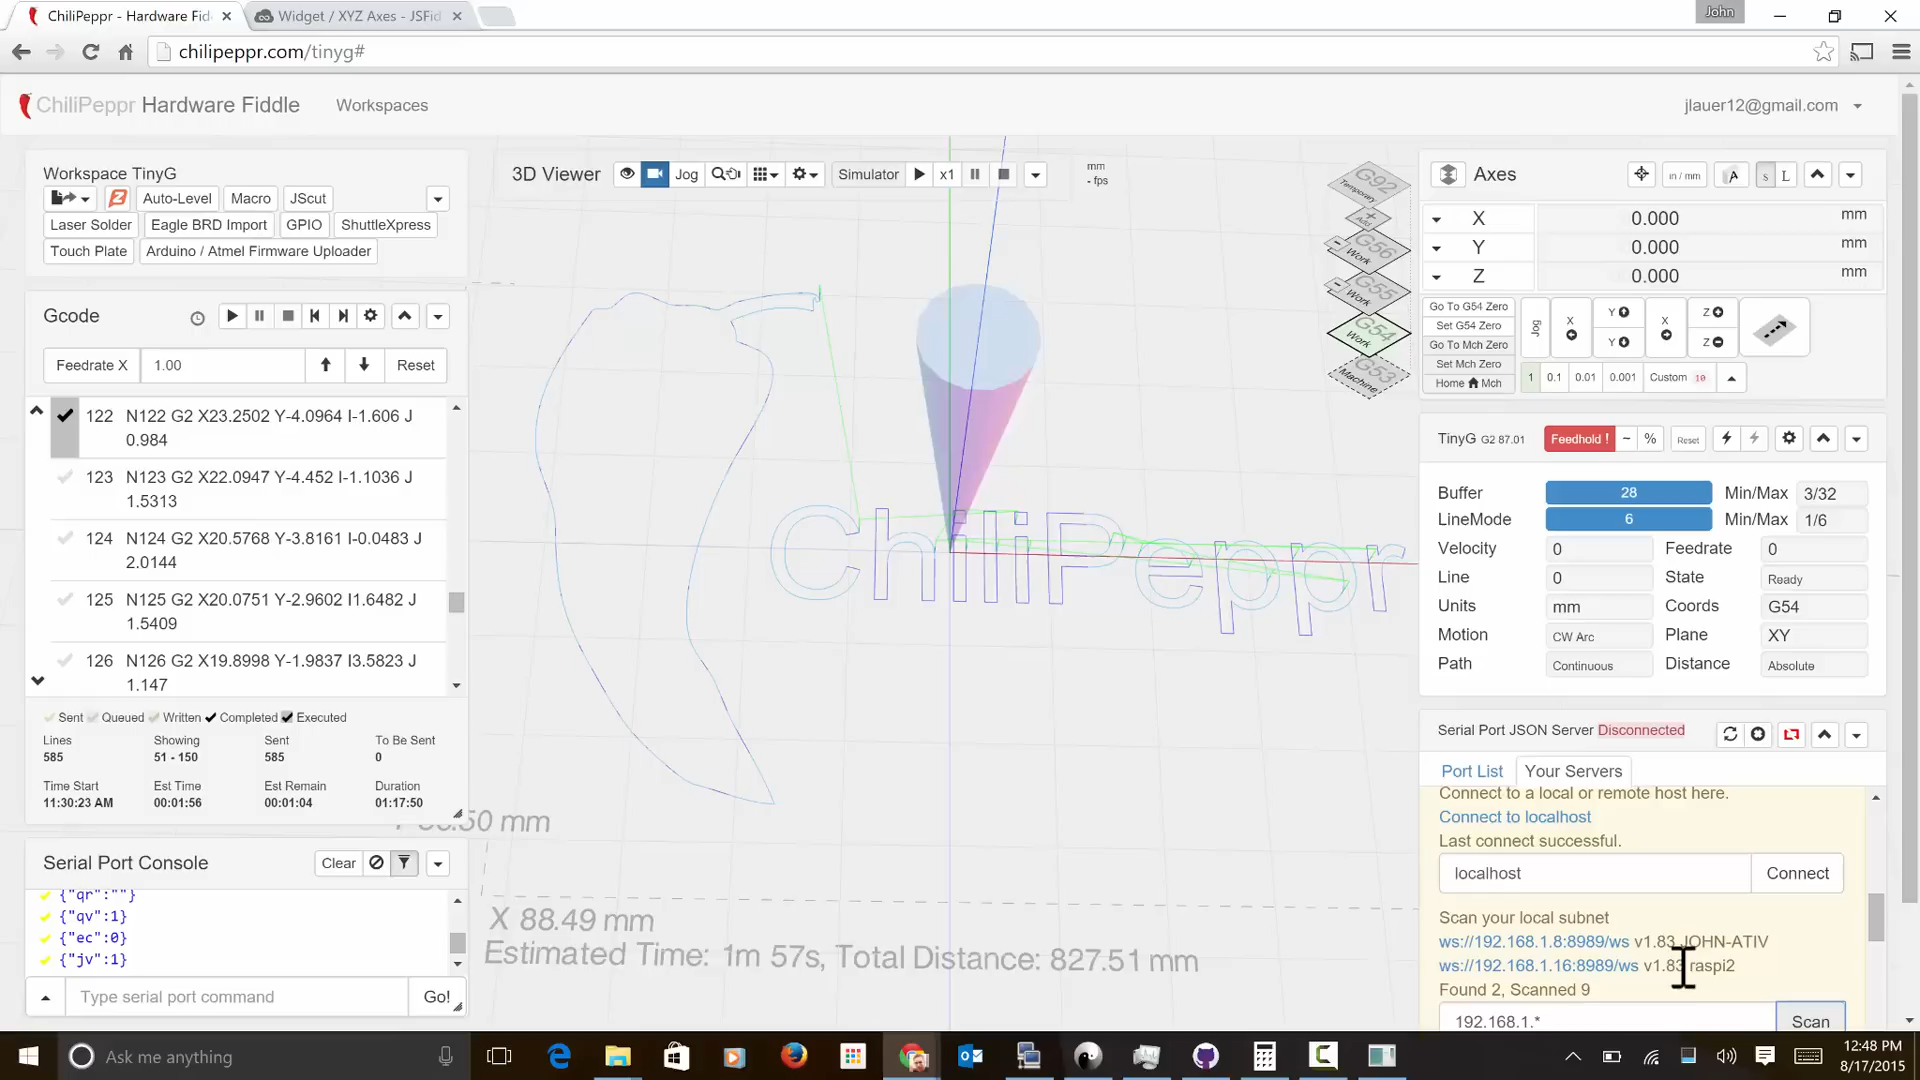 ChiliPeppr - Hardware Fidd
Widget / XYZ Axes - JSFid
John
chilipeppr.com/tinyg#
ChiliPeppr Hardware Fiddle
Workspaces
jlauer12@gmail.com
Workspace TinyG
Auto-Level
Macro
JScut
Laser Solder
Eagle BRD Import
GPIO
ShuttleXpress
Touch Plate
Arduino / Atmel Firmware Uploader
Gcode
Feedrate X
1.00
Reset
122 N122 G2 X23.2502 Y-4.0964 I-1.606 J
0.984
123 N123 G2 X22.0947 Y-4.452 I-1.1036 J
1.5313
124 N124 G2 X20.5768 Y-3.8161 I-0.0483 J
2.0144
125 N125 G2 X20.0751 Y-2.9602 I1.6482 J
1.5409
126 N126 G2 X19.8998 Y-1.9837 I3.5823 J
1.147
Sent Queued Written Completed Executed
Lines Showing Sent To Be Sent
585 51 - 150 585 0
Time Start Est Time Est Remain Duration
11:30:23 AM 00:01:56 00:01:04 01:17:50
Serial Port Console
Clear
{"qr":""}
{"qv":1}
{"ec":0}
{"jv":1}
Type serial port command
Go!
3D Viewer
Jog
Simulator
x1
mm
- fps
G92
Temporary
Add
G56
Work
G55
Work
G54
Work
G53
Machine
ChiliPeppr
.50 mm
X 88.49 mm
Estimated Time: 1m 57s, Total Distance: 827.51 mm
Axes
in / mm
A
s
L
X 0.000 mm
Y 0.000 mm
Z 0.000 mm
Go To G54 Zero
Set G54 Zero
Go To Mch Zero
Set Mch Zero
Home Mch
Jog
X
Y
Y
X
Z
Z
1 0.1 0.01 0.001 Custom 10
TinyG G2 87.01
Feedhold !
~
%
Reset
Buffer 28 Min/Max 3/32
LineMode 6 Min/Max 1/6
Velocity 0 Feedrate 0
Line 0 State Ready
Units mm Coords G54
Motion CW Arc Plane XY
Path Continuous Distance Absolute
Serial Port JSON Server Disconnected
Port List
Your Servers
Connect to a local or remote host here.
Connect to localhost
Last connect successful.
localhost
Connect
Scan your local subnet
ws://192.168.1.8:8989/ws v1.83 JOHN-ATIV
ws://192.168.1.16:8989/ws v1.83 raspi2
Found 2, Scanned 9
192.168.1.*
Scan
Ask me anything
12:48 PM
8/17/2015